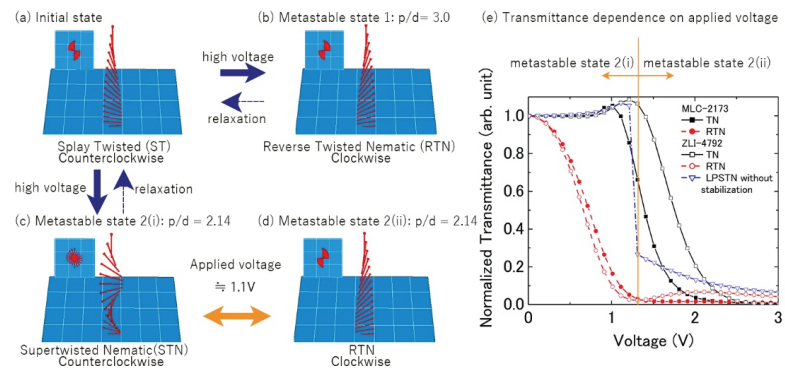 (a) Initial state
(b) Metastable state 1: p/d= 3.0
(e) Transmittance dependence on applied voltage
high voltage
relaxation
Splay Twisted (ST)
Counterclockwise
Reverse Twisted Nematic (RTN)
Clockwise
high voltage
relaxation
(c) Metastable state 2(i): p/d = 2.14
(d) Metastable state 2(ii): p/d = 2.14
Applied voltage
≒ 1.1V
Supertwisted Nematic(STN)
Counterclockwise
RTN
Clockwise
metastable state 2(i)
metastable state 2(ii)
Normalized Transmittance (arb. unit)
1.0
0.8
0.6
0.4
0.2
0.0
MLC-2173
TN
RTN
ZLI-4792
TN
RTN
LPSTN without
stabilization
0
1
2
3
Voltage (V)